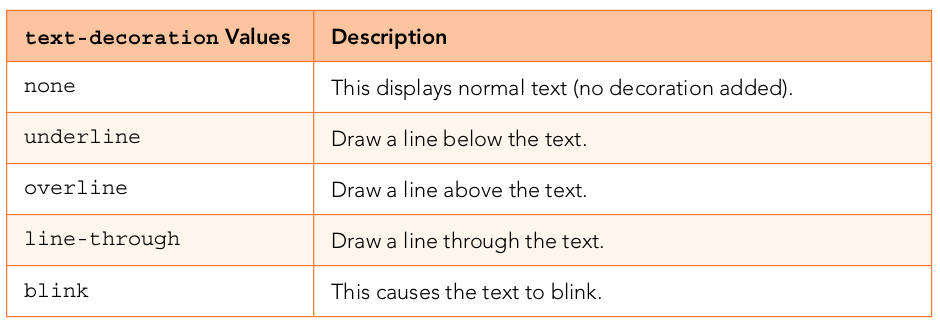 text-decoration Values Description
none This displays normal text (no decoration added).
underline Draw a line below the text.
overline Draw a line above the text.
line-through Draw a line through the text.
blink This causes the text to blink.